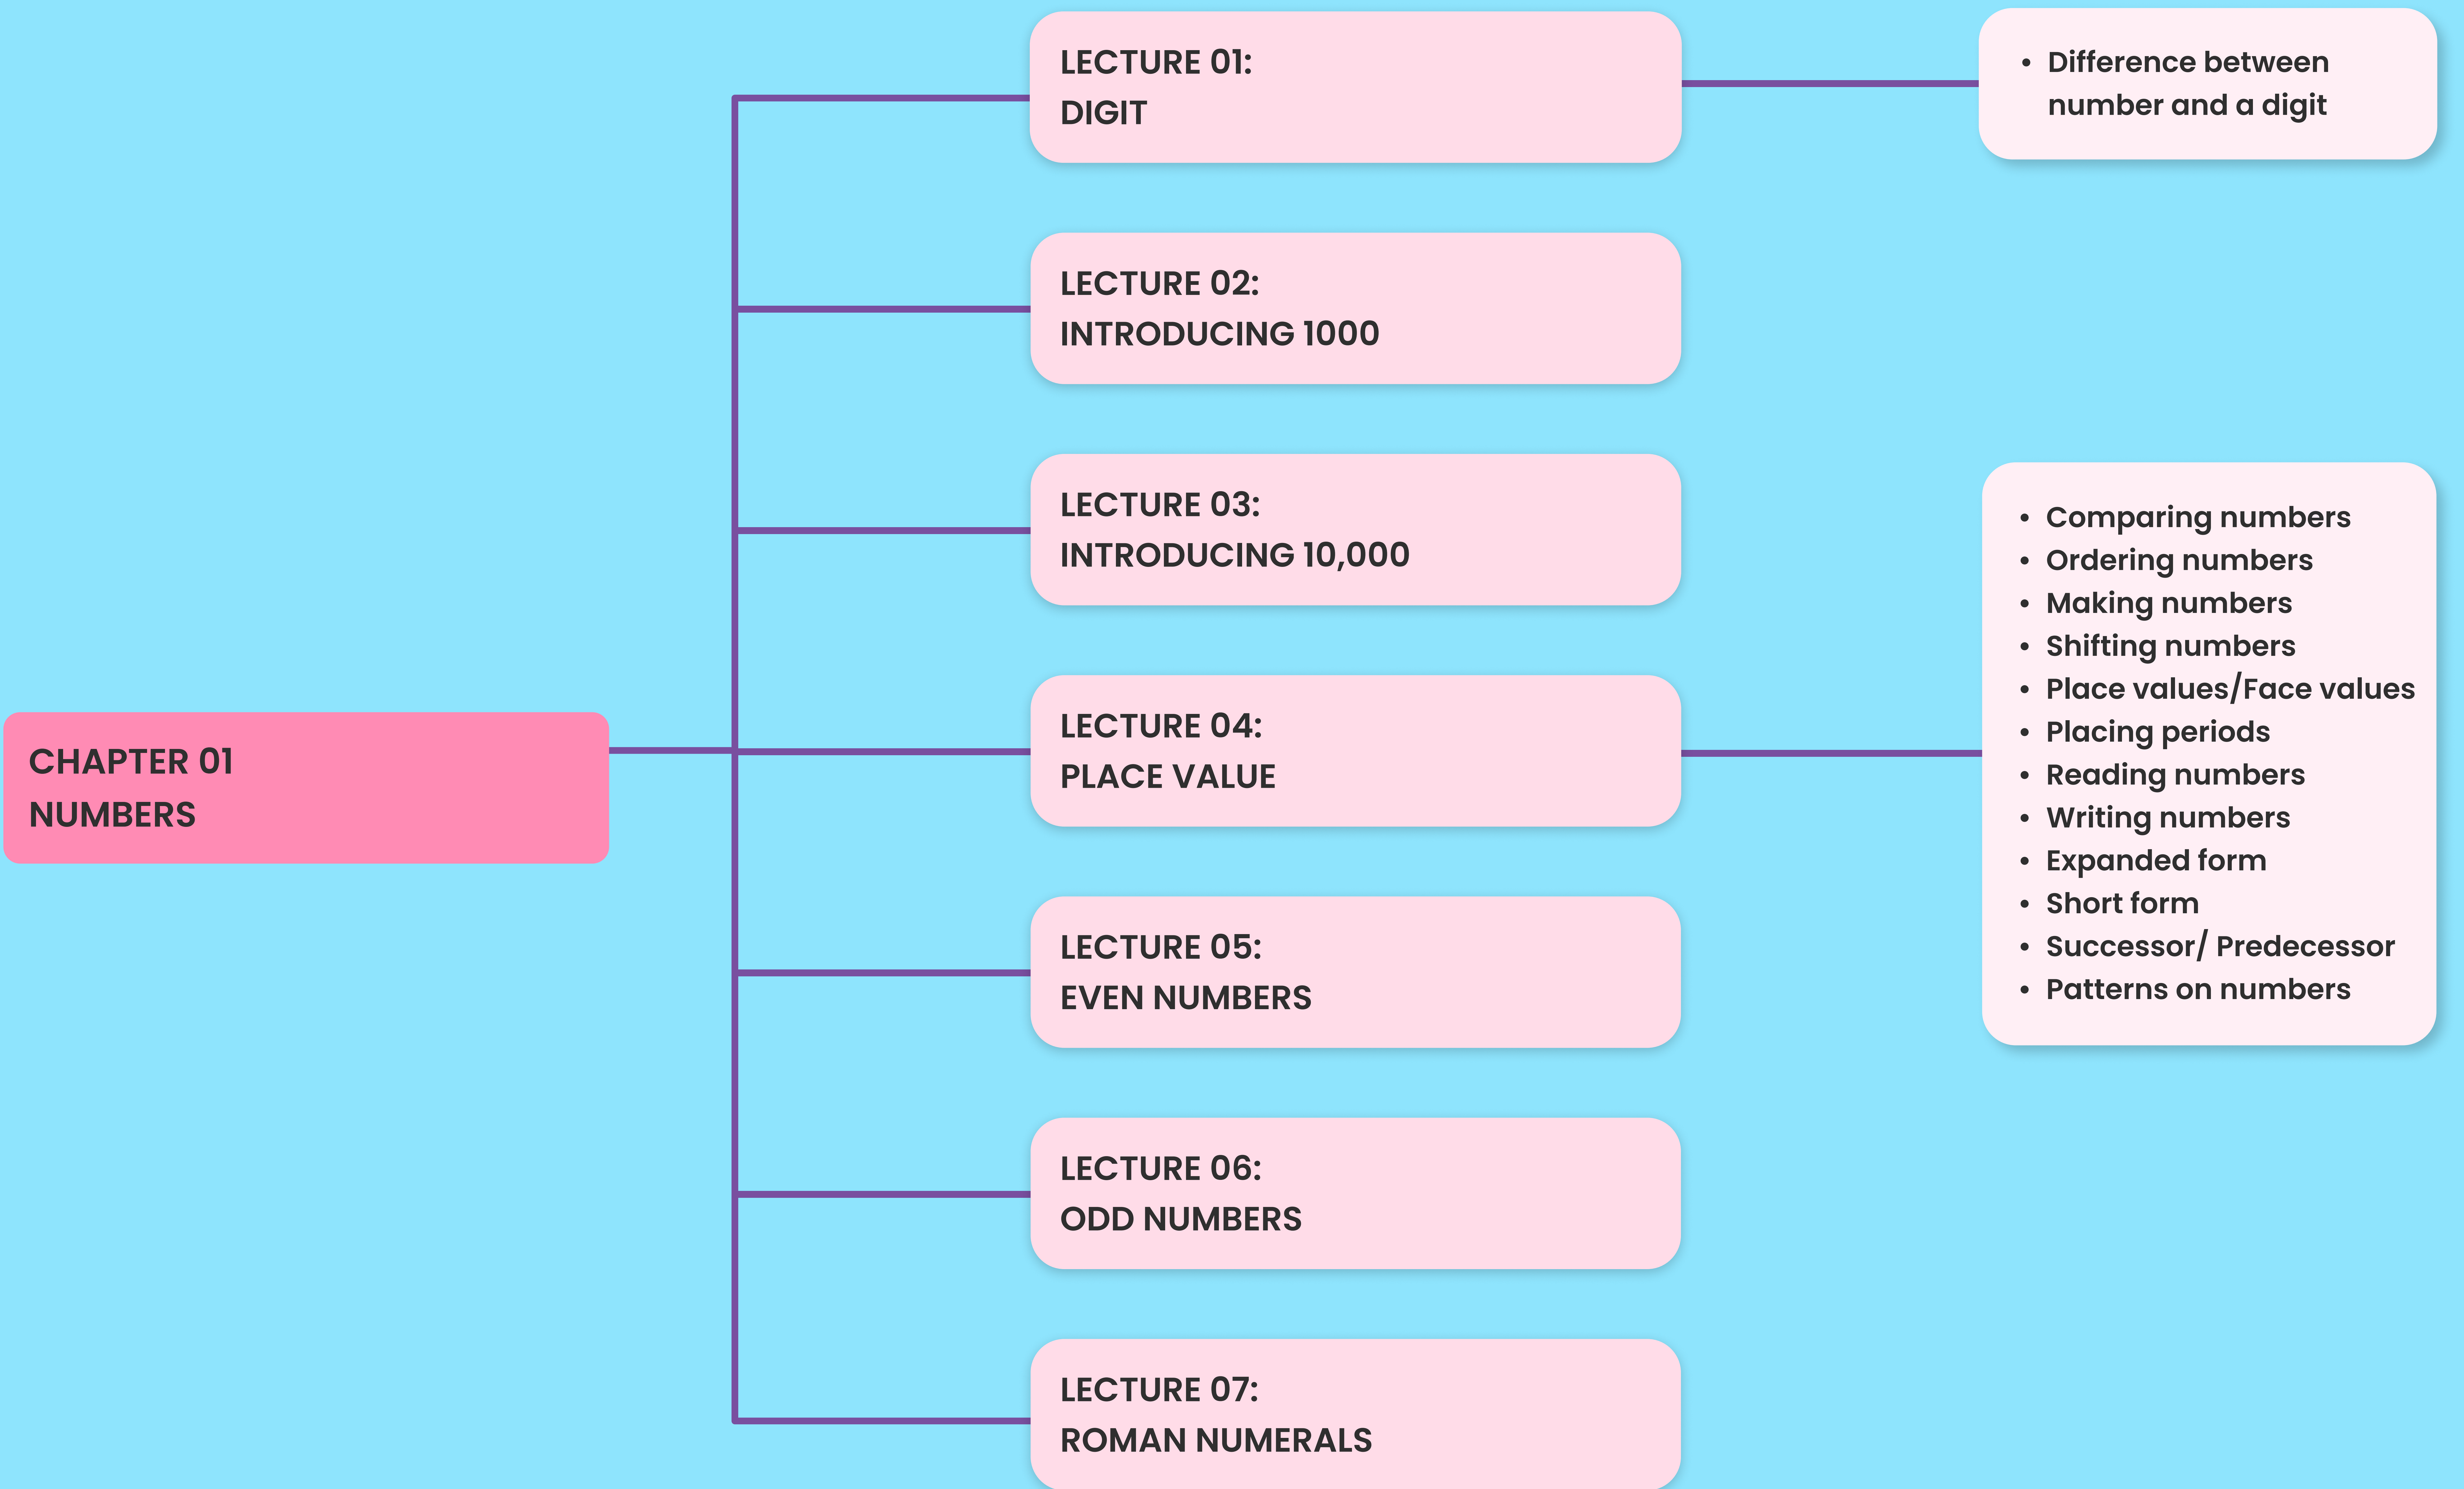 CHAPTER 01
NUMBERS
LECTURE 01:
DIGIT
• Difference between
number and a digit
LECTURE 02:
INTRODUCING 1000
LECTURE 03:
INTRODUCING 10,000
LECTURE 04:
PLACE VALUE
• Comparing numbers
• Ordering numbers
• Making numbers
• Shifting numbers
• Place values/Face values
• Placing periods
• Reading numbers
• Writing numbers
• Expanded form
• Short form
• Successor/ Predecessor
• Patterns on numbers
LECTURE 05:
EVEN NUMBERS
LECTURE 06:
ODD NUMBERS
LECTURE 07:
ROMAN NUMERALS